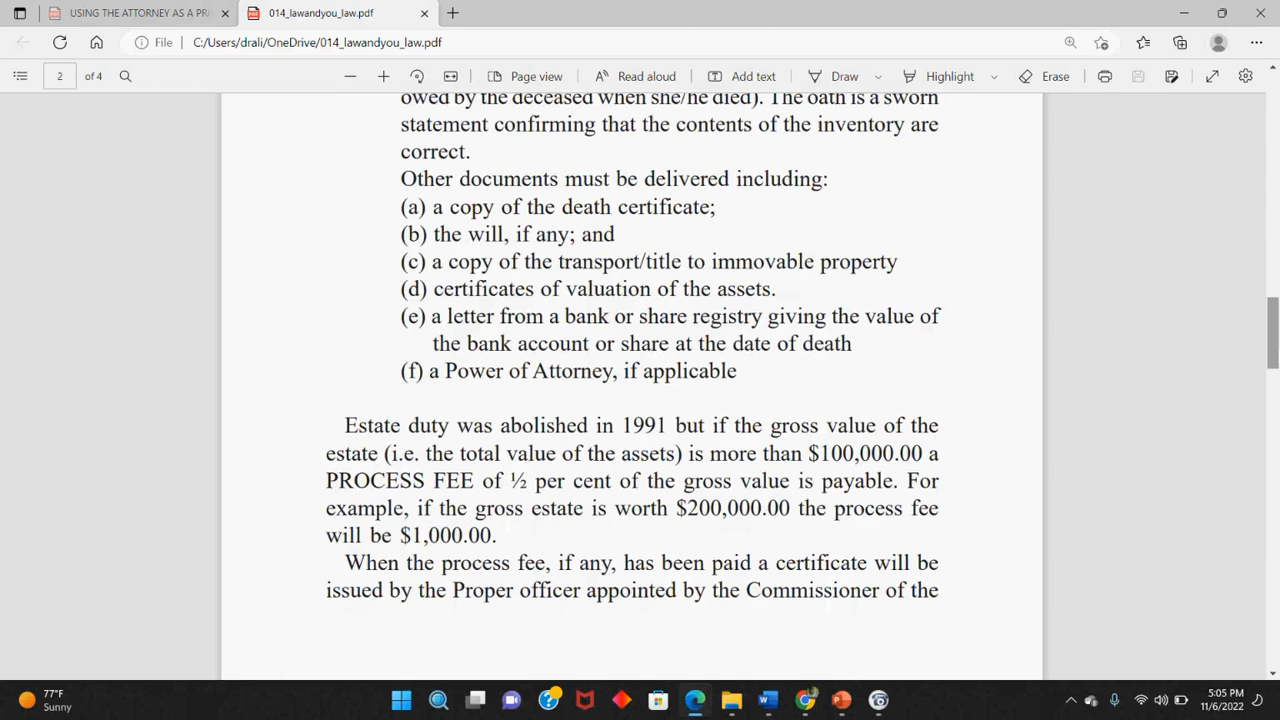 USING THE ATTORNEY AS A PR
014_lawandyou_law.pdf
File
C:/Users/drali/OneDrive/014_lawandyou_law.pdf
2 of 4
Page view
Read aloud
Add text
Draw
Highlight
Erase
owed by the deceased when she/he died). The oath is a sworn
statement confirming that the contents of the inventory are
correct.
Other documents must be delivered including:
(a) a copy of the death certificate;
(b) the will, if any; and
(c) a copy of the transport/title to immovable property
(d) certificates of valuation of the assets.
(e) a letter from a bank or share registry giving the value of
the bank account or share at the date of death
(f) a Power of Attorney, if applicable
Estate duty was abolished in 1991 but if the gross value of the
estate (i.e. the total value of the assets) is more than $100,000.00 a
PROCESS FEE of ½ per cent of the gross value is payable. For
example, if the gross estate is worth $200,000.00 the process fee
will be $1,000.00.
When the process fee, if any, has been paid a certificate will be
issued by the Proper officer appointed by the Commissioner of the
77°F
Sunny
5:05 PM
11/6/2022